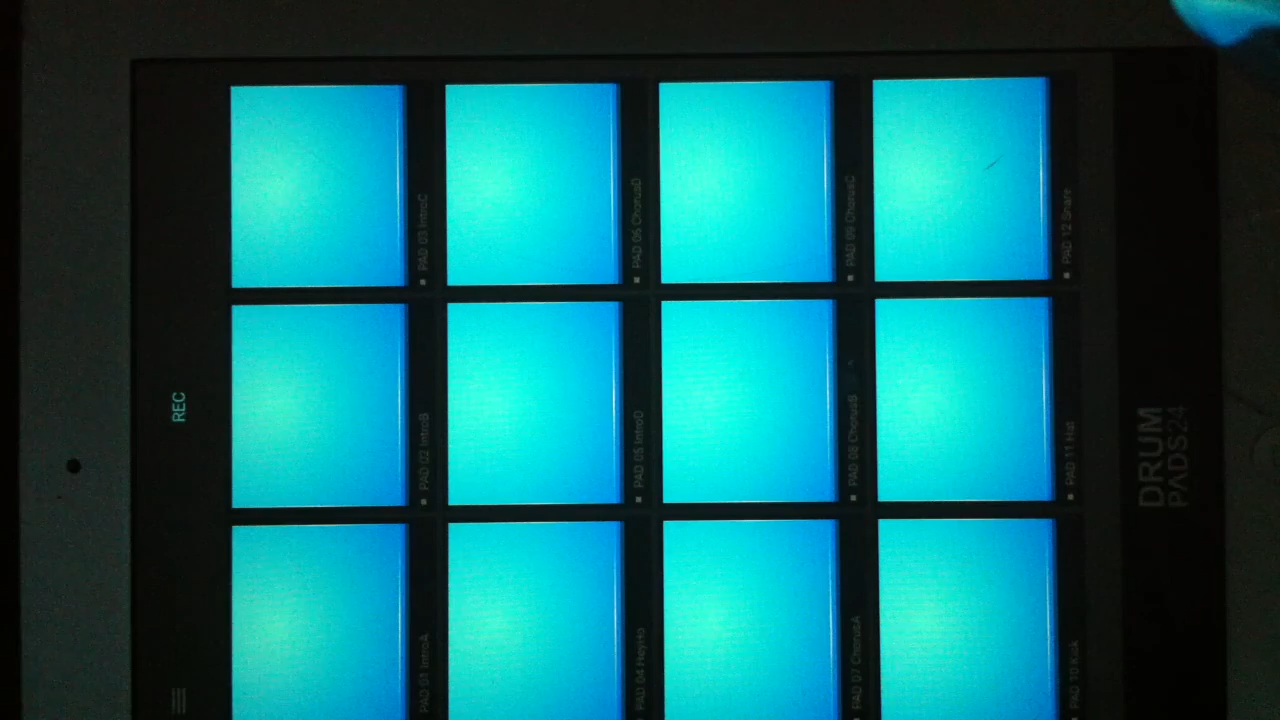 REC
PAD 01 IntroA
PAD 02 IntroB
PAD 03 IntroC
PAD 04 HeyHo
PAD 05 IntroD
PAD 06 ChorusD
PAD 07 ChorusA
PAD 08 ChorusB
PAD 09 ChorusC
PAD 10 Kick
PAD 11 Hat
PAD 12 Snare
DRUM
PADS24